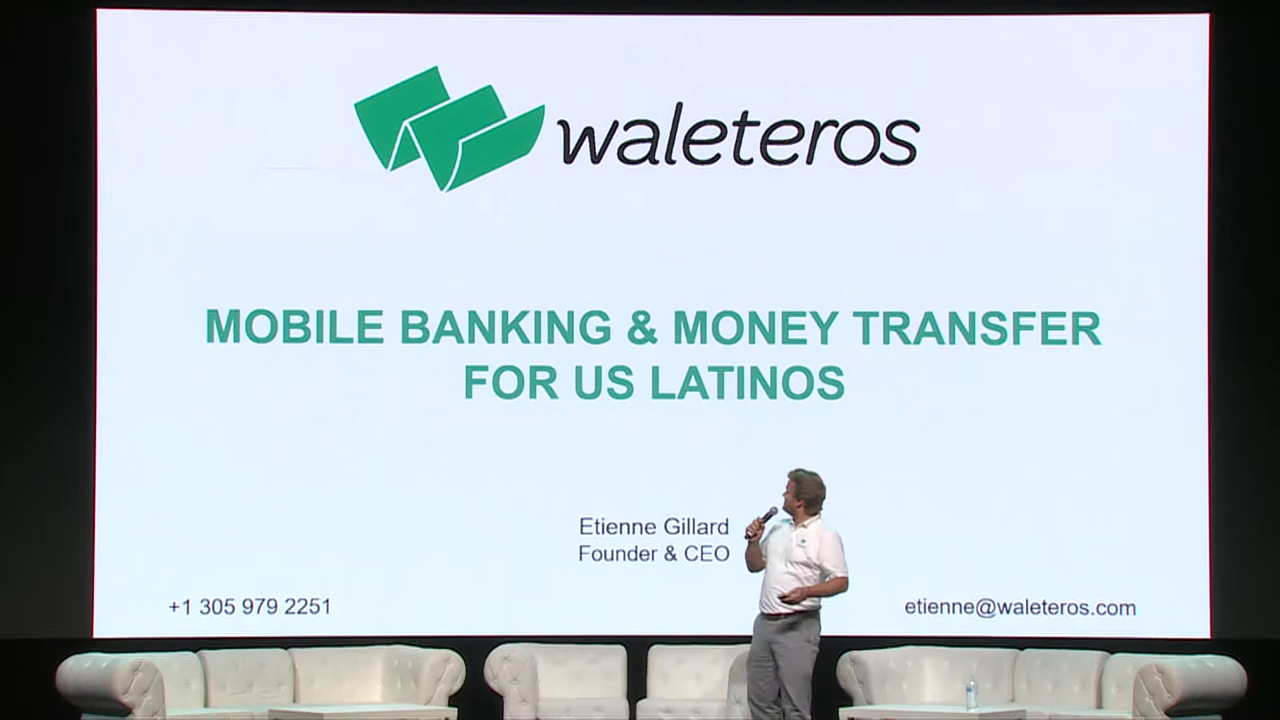 waleteros
MOBILE BANKING & MONEY TRANSFER
FOR US LATINOS
Etienne Gillard
Founder & CEO
+1 305 979 2251
etienne@waleteros.com